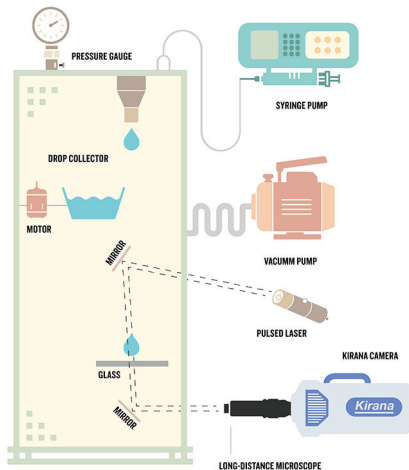 PRESSURE GAUGE
SYRINGE PUMP
DROP COLLECTOR
MOTOR
VACUMM PUMP
MIRROR
PULSED LASER
KIRANA CAMERA
GLASS
Kirana
MIRROR
LONG-DISTANCE MICROSCOPE